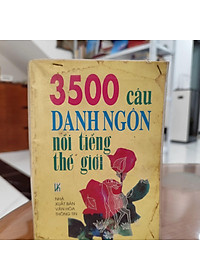 3500 câu
DANH NGÔN
nổi tiếng
thế giới
NHÀ
XUẤT BẢN
VĂN HÓA
THÔNG TIN